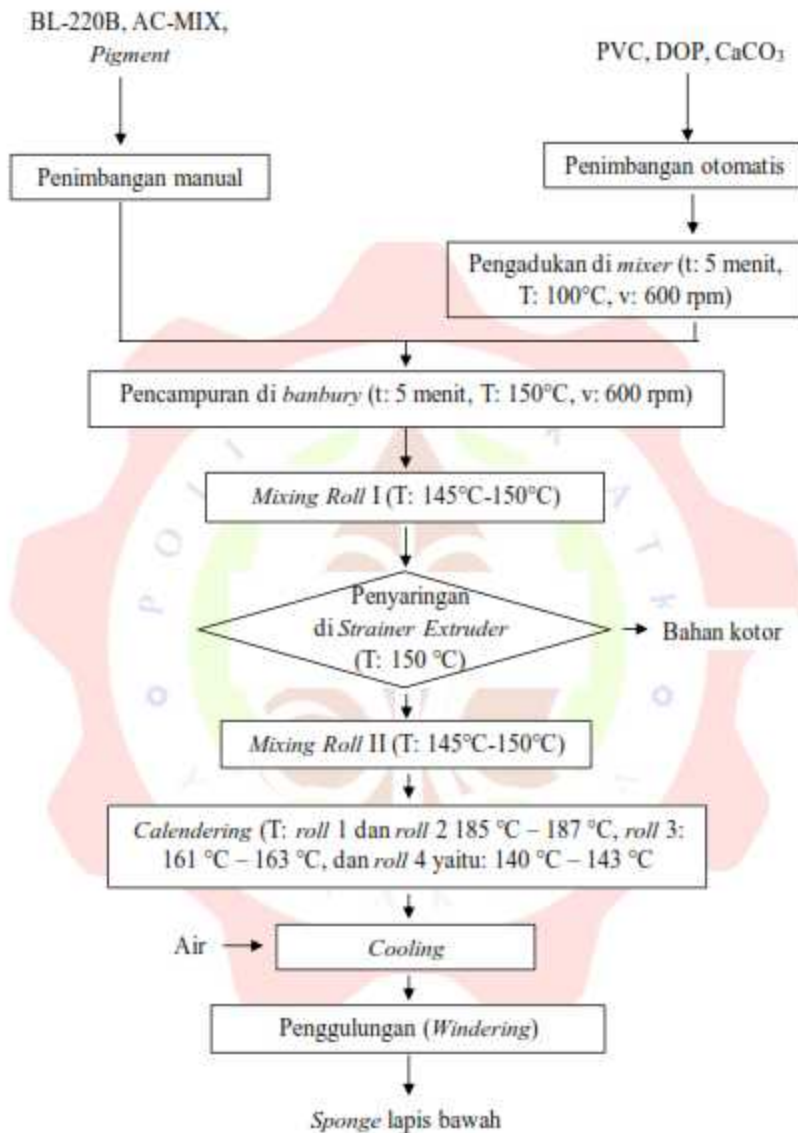 BL-220B, AC-MIX,
Pigment
PVC, DOP, CaCO₃
Penimbangan manual
Penimbangan otomatis
Pengadukan di mixer (t: 5 menit,
T: 100°C, v: 600 rpm)
Pencampuran di banbury (t: 5 menit, T: 150°C, v: 600 rpm)
Mixing Roll I (T: 145°C-150°C)
Penyaringan
di Strainer Extruder
(T: 150 °C)
Bahan kotor
Mixing Roll II (T: 145°C-150°C)
Calendering (T: roll 1 dan roll 2 185 °C – 187 °C, roll 3:
161 °C – 163 °C, dan roll 4 yaitu: 140 °C – 143 °C
Air
Cooling
Penggulungan (Windering)
Sponge lapis bawah